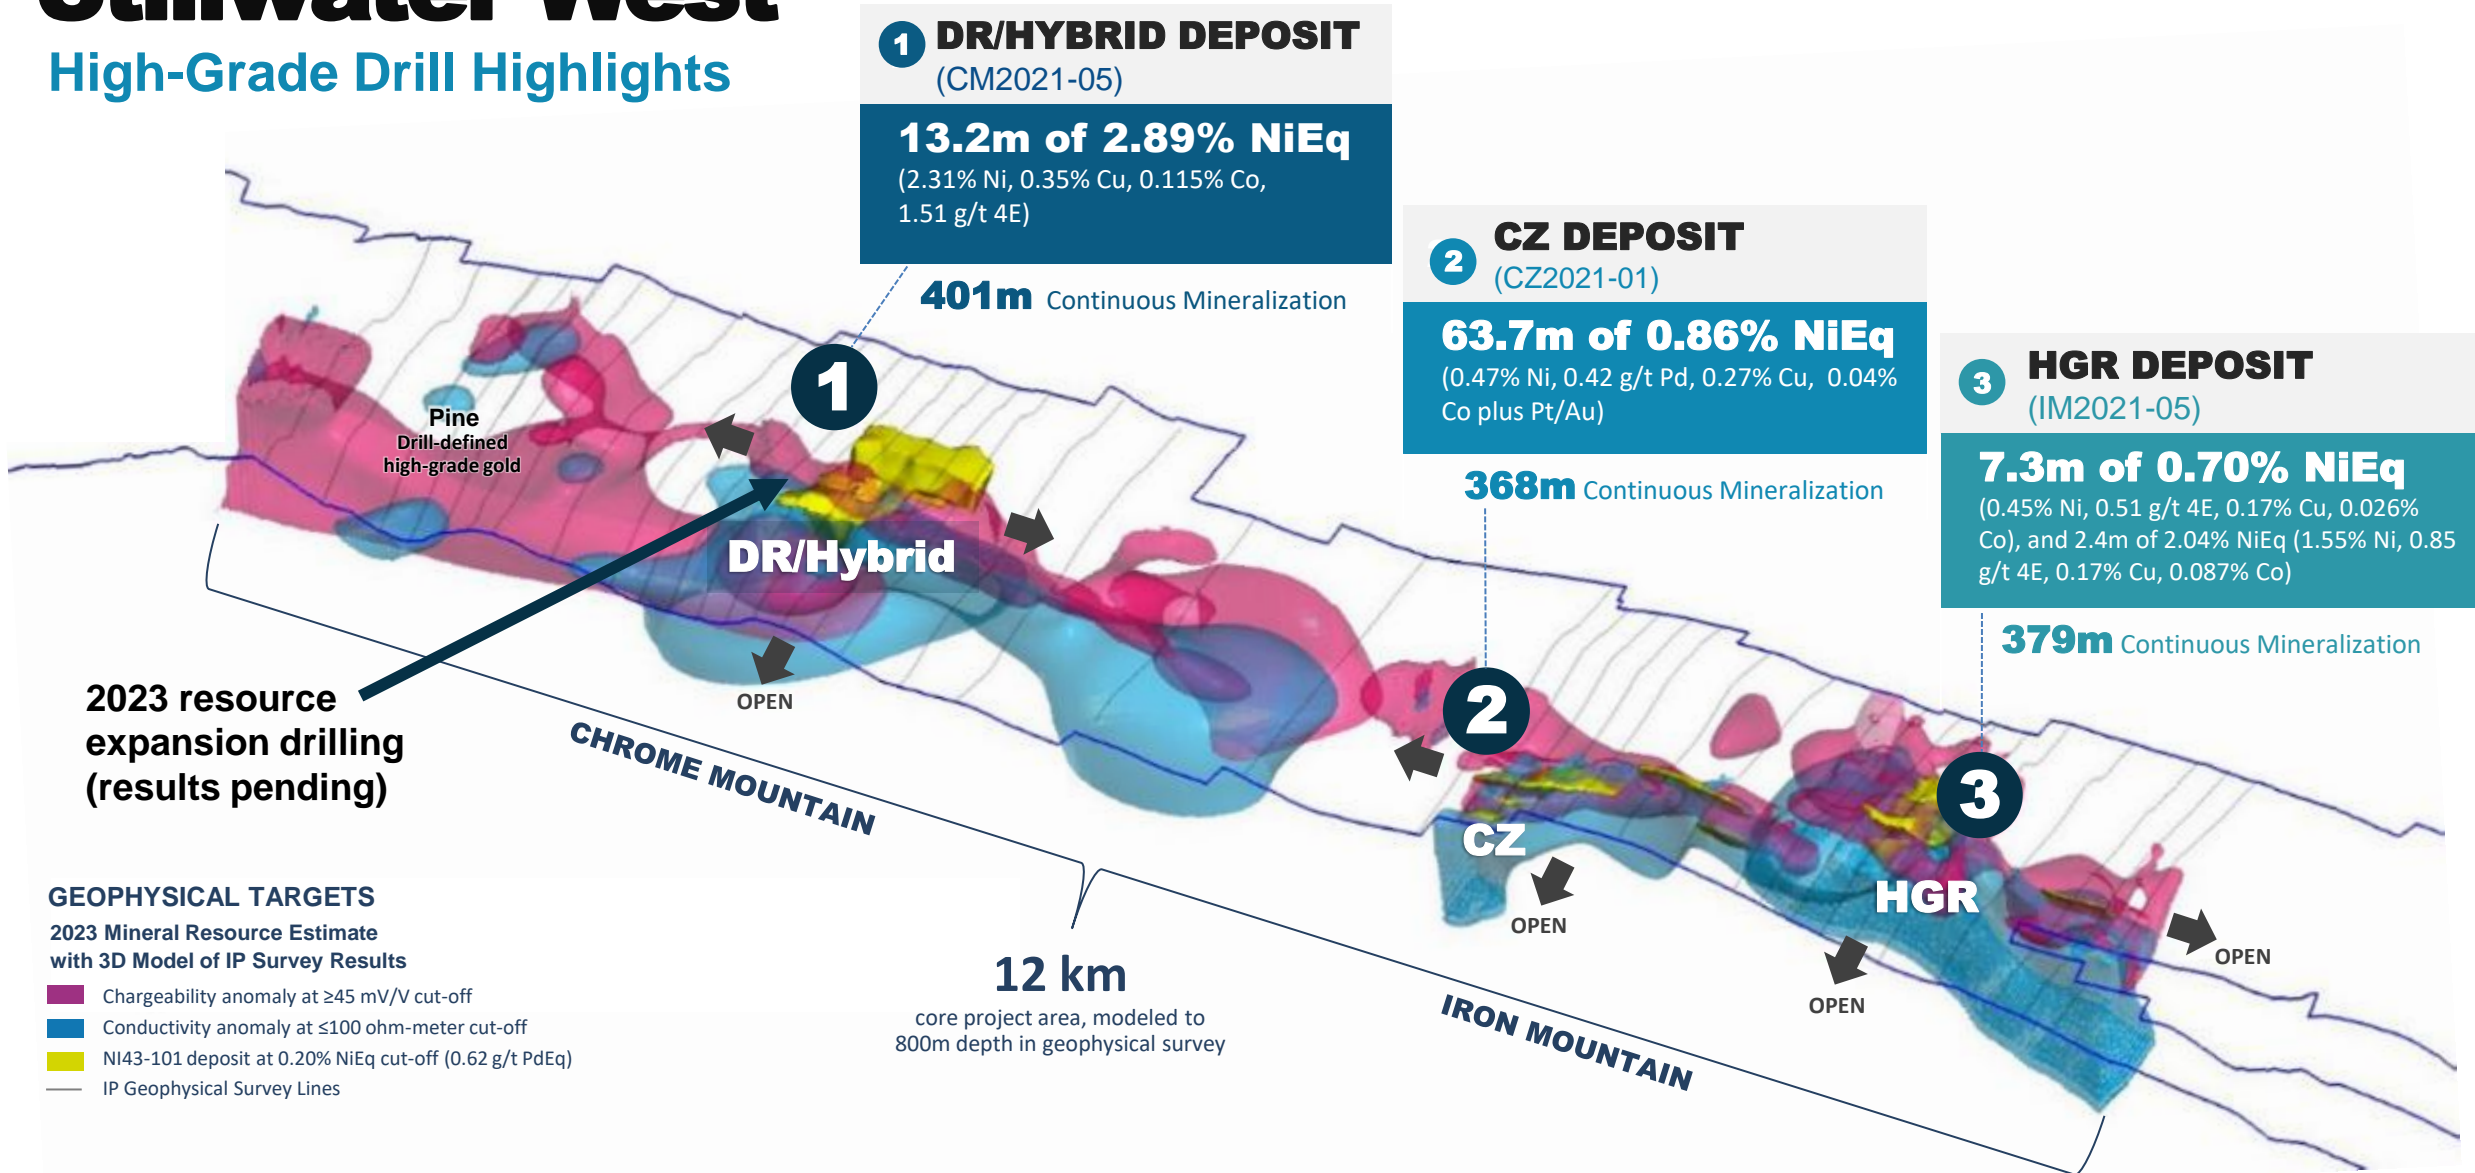 Stillwater West
High-Grade Drill Highlights
1 DR/HYBRID DEPOSIT
(CM2021-05)
13.2m of 2.89% NiEq
(2.31% Ni, 0.35% Cu, 0.115% Co,
1.51 g/t 4E)
401m Continuous Mineralization
2 CZ DEPOSIT
(CZ2021-01)
63.7m of 0.86% NiEq
(0.47% Ni, 0.42 g/t Pd, 0.27% Cu, 0.04%
Co plus Pt/Au)
368m Continuous Mineralization
3 HGR DEPOSIT
(IM2021-05)
7.3m of 0.70% NiEq
(0.45% Ni, 0.51 g/t 4E, 0.17% Cu, 0.026%
Co), and 2.4m of 2.04% NiEq (1.55% Ni, 0.85
g/t 4E, 0.17% Cu, 0.087% Co)
379m Continuous Mineralization
1
Pine
Drill-defined
high-grade gold
DR/Hybrid
OPEN
2
CZ
OPEN
3
HGR
OPEN
OPEN
2023 resource
expansion drilling
(results pending)
CHROME MOUNTAIN
12 km
core project area, modeled to
800m depth in geophysical survey
IRON MOUNTAIN
GEOPHYSICAL TARGETS
2023 Mineral Resource Estimate
with 3D Model of IP Survey Results
Chargeability anomaly at ≥45 mV/V cut-off
Conductivity anomaly at ≤100 ohm-meter cut-off
NI43-101 deposit at 0.20% NiEq cut-off (0.62 g/t PdEq)
IP Geophysical Survey Lines